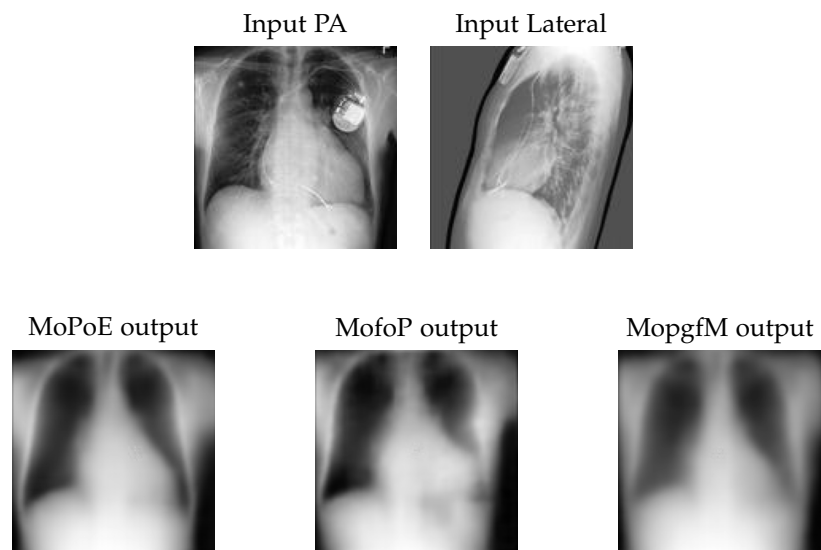 Input PA
Input Lateral
MoPoE output
MofoP output
MopgfM output